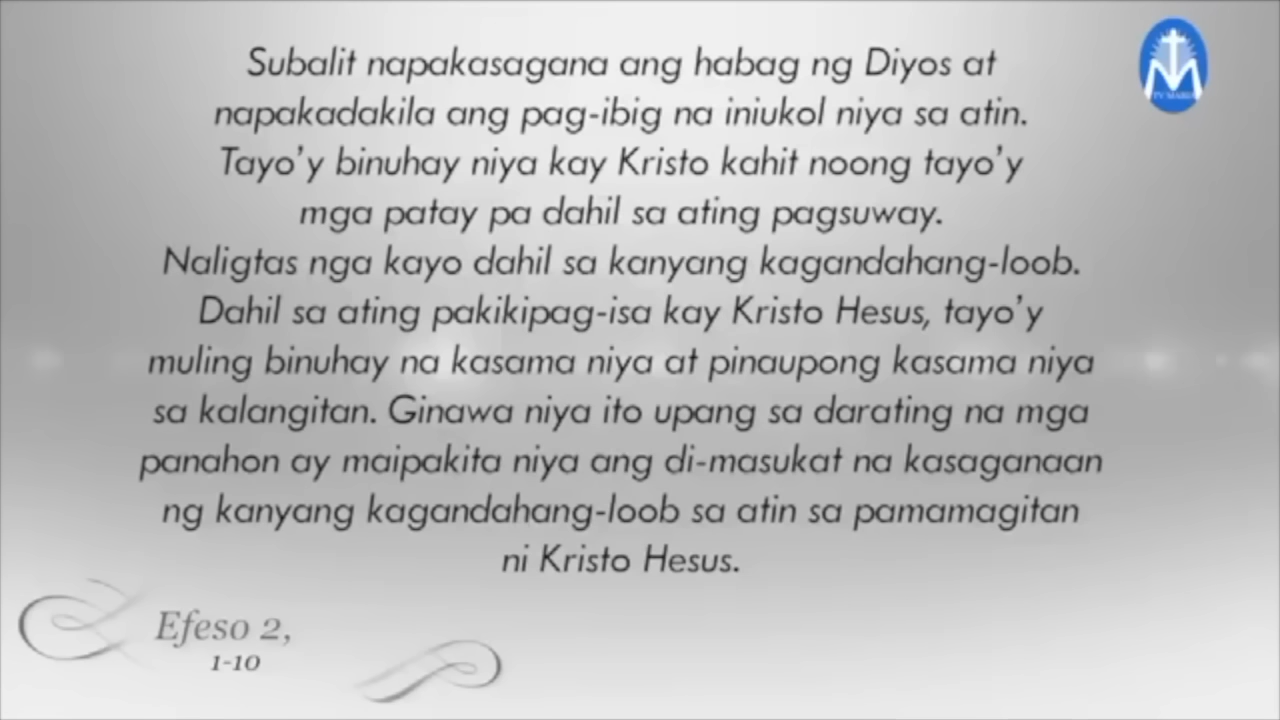 Subalit napakasagana ang habag ng Diyos at
napakadakila ang pag-ibig na iniukol niya sa atin.
Tayo’y binuhay niya kay Kristo kahit noong tayo’y
mga patay pa dahil sa ating pagsuway.
Naligtas nga kayo dahil sa kanyang kagandahang-loob.
Dahil sa ating pakikipag-isa kay Kristo Hesus, tayo’y
muling binuhay na kasama niya at pinaupong kasama niya
sa kalangitan. Ginawa niya ito upang sa darating na mga
panahon ay maipakita niya ang di-masukat na kasaganaan
ng kanyang kagandahang-loob sa atin sa pamamagitan
ni Kristo Hesus.
Efeso 2,
1-10
TV MARIA